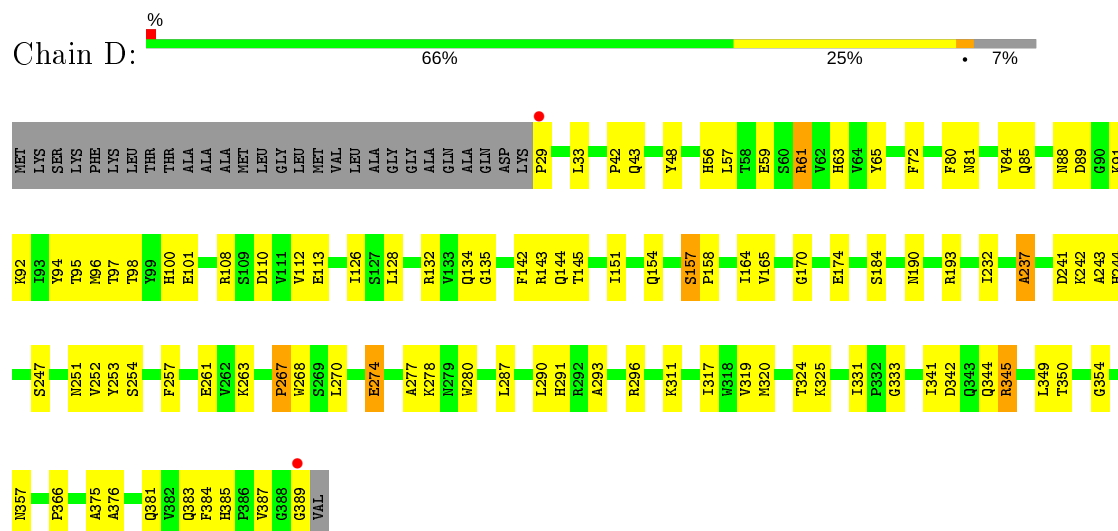 %
Chain D:
66% 25% • 7%
MET LYS SER LYS PHE LYS LEU THR THR ALA ALA ALA MET LEU GLY LEU MET VAL LEU ALA GLY GLY ALA GLN ALA GLN ASP LYS P29 L33 P42 Q43 Y48 H56 L57 T58 E59 S60 R61 V62 H63 V64 Y65 F72 F80 N81 V84 Q85 N88 D89 G90 K91
K92 I93 Y94 T95 M96 T97 T98 Y99 H100 E101 R108 S109 D110 V111 V112 E113 I126 S127 L128 R132 V133 Q134 G135 F142 R143 Q144 T145 I151 Q154 S157 P158 I164 V165 G170 E174 S184 N190 R193 I232 A237 D241 K242 A243 H244
S247 N251 V252 Y253 S254 F257 E261 V262 K263 P267 W268 S269 L270 E274 A277 K278 N279 W280 L287 L290 H291 R292 A293 R296 K311 I317 W318 V319 M320 T324 K325 I331 P332 G333 I341 D342 Q343 Q344 R345 L349 T350 G354
N357 P366 A375 A376 Q381 V382 Q383 F384 H385 P386 V387 G388 G389 VAL